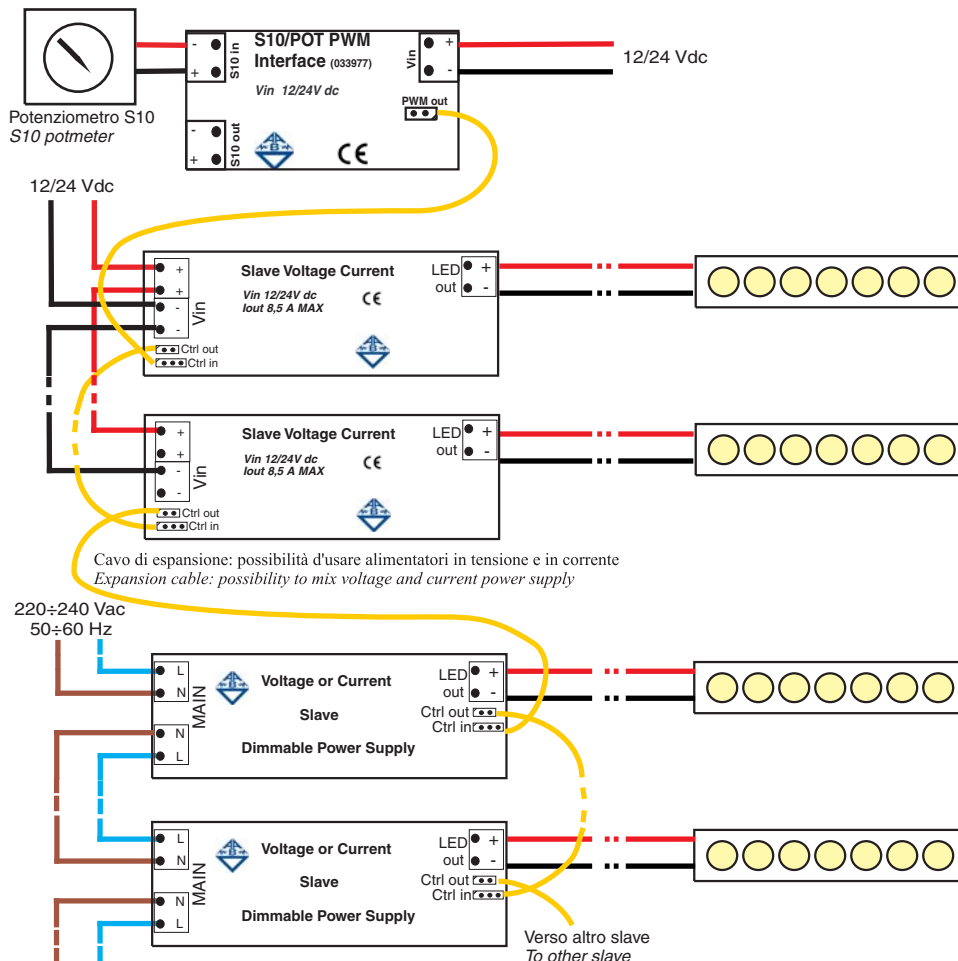 S10/POT PWM
Interface (033977)
Vin 12/24V dc
- 
+
S10 in
Vin
+
-
12/24 Vdc
PWM out
-
+
S10 out
CE
Potenziometro S10
S10 potmeter
12/24 Vdc
+
+
-
-
Vin
Slave Voltage Current
Vin 12/24V dc
Iout 8,5 A MAX
CE
LED +
out -
Ctrl out
Ctrl in
+
+
-
-
Vin
Slave Voltage Current
Vin 12/24V dc
Iout 8,5 A MAX
CE
LED +
out -
Ctrl out
Ctrl in
Cavo di espansione: possibilità d'usare alimentatori in tensione e in corrente
Expansion cable: possibility to mix voltage and current power supply
220÷240 Vac
50÷60 Hz
L
N
N
L
MAIN
Voltage or Current
Slave
Dimmable Power Supply
LED +
out -
Ctrl out
Ctrl in
L
N
N
L
MAIN
Voltage or Current
Slave
Dimmable Power Supply
LED +
out -
Ctrl out
Ctrl in
Verso altro slave
To other slave